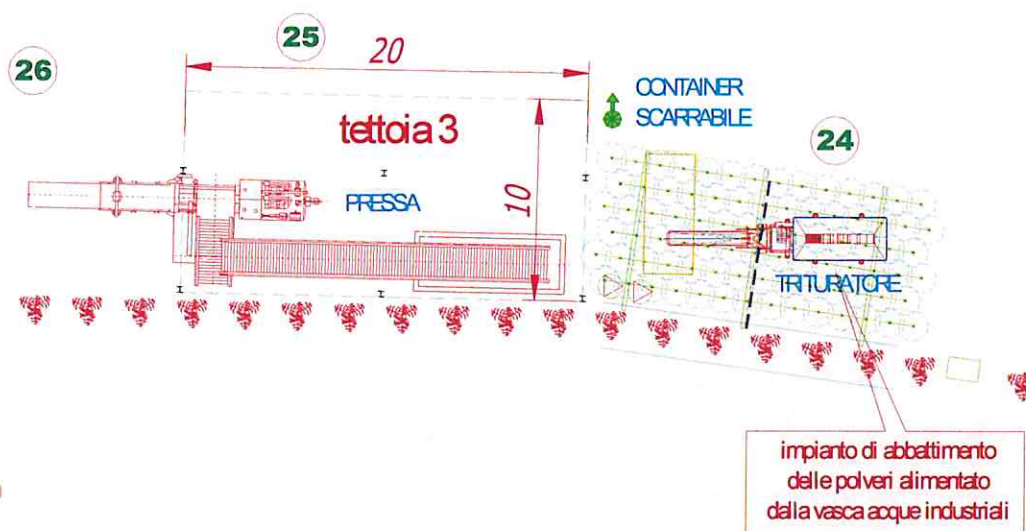 25
20
26
CONTAINER
SCARRABILE
tettoia 3
24
10
PRESSA
TRITURATORE
impianto di abbattimento
delle polveri alimentato
dalla vasca acque industriali